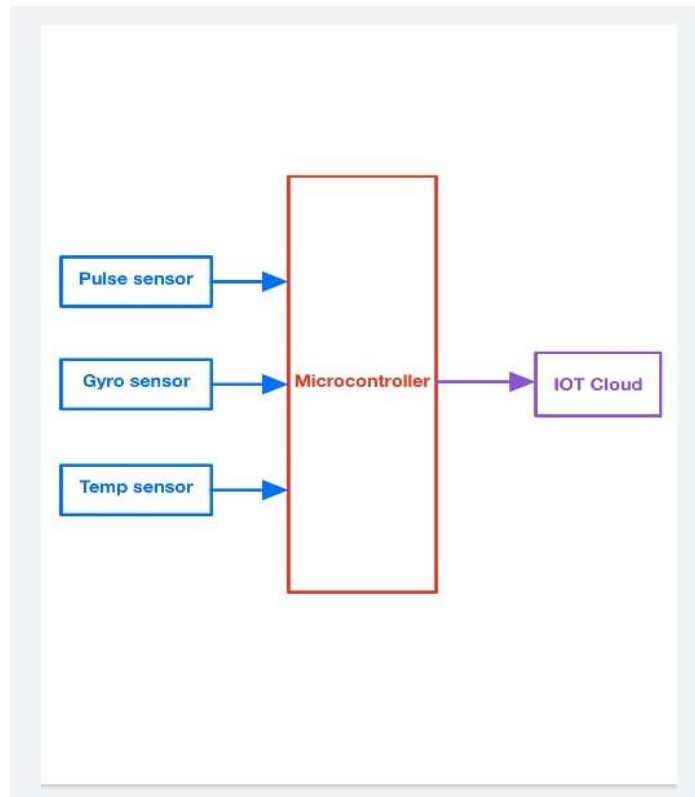 Pulse sensor
Gyro sensor
Temp sensor
Microcontroller
IOT Cloud